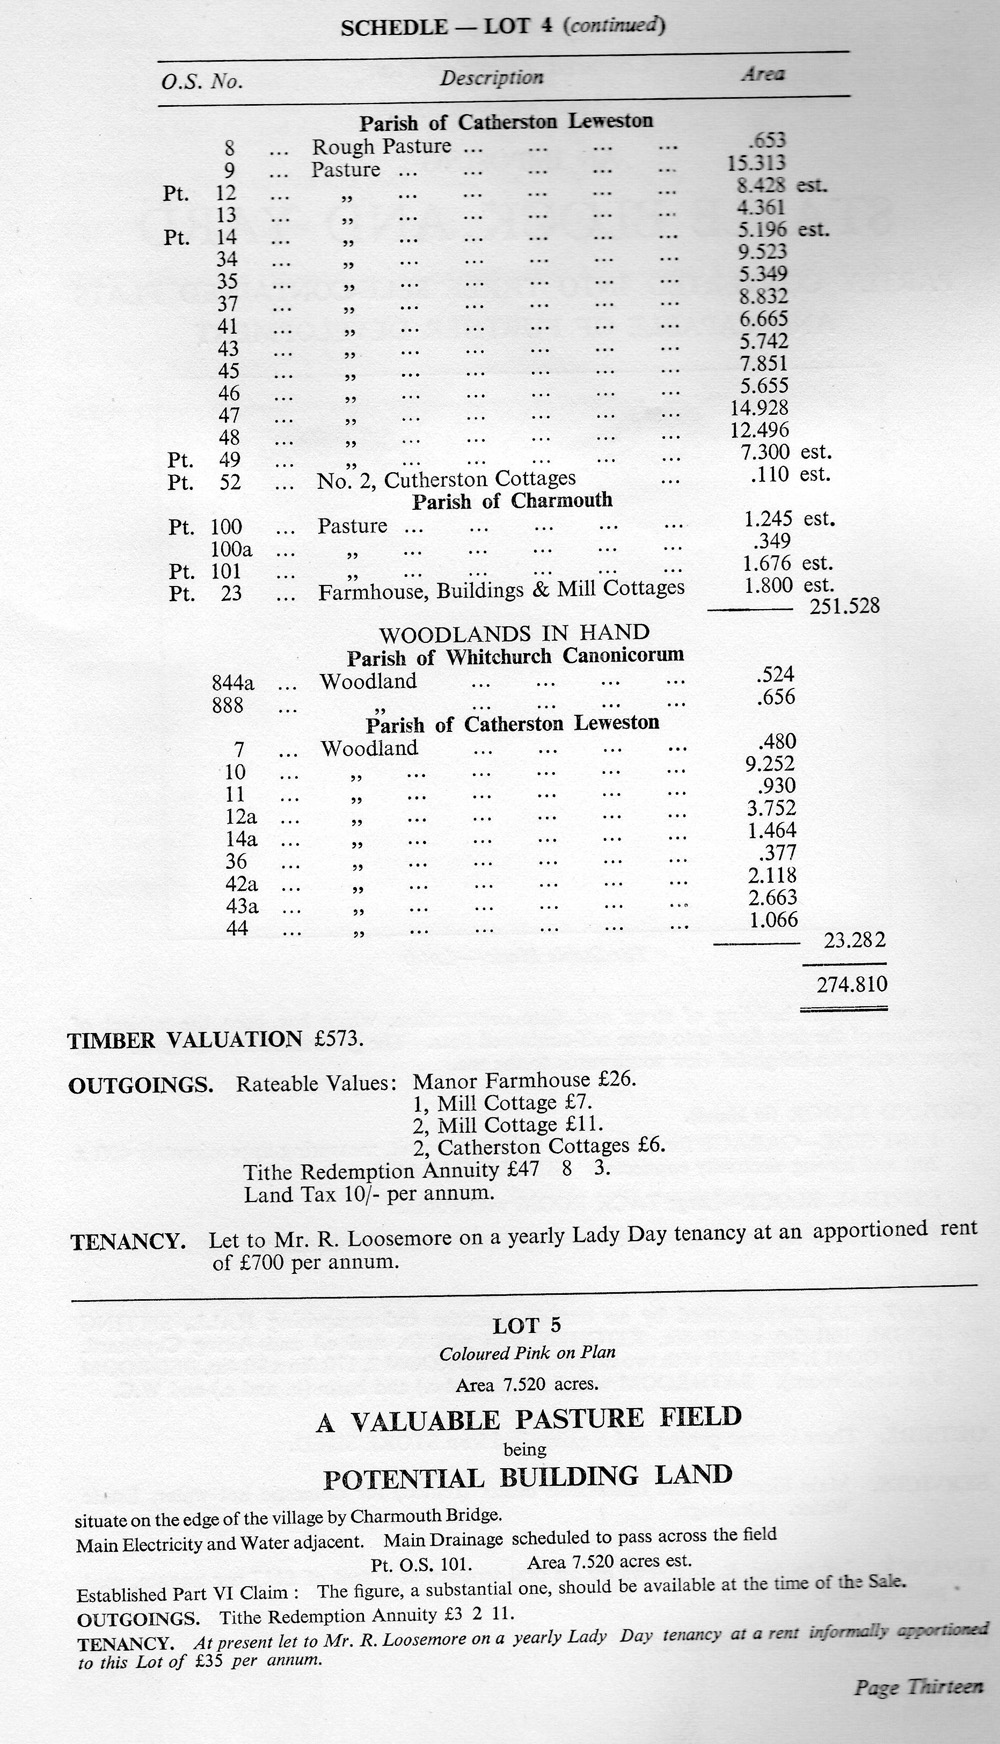 SCHEDLE — LOT 4 (continued)
O.S. No. Description Area
Parish of Catherston Leweston
8 ... Rough Pasture ... ... ... ... .653
9 ... Pasture ... ... ... ... 15.313
Pt. 12 ... ,, ... ... ... ... 8.428 est.
13 ... ,, ... ... ... ... 4.361
Pt. 14 ... ,, ... ... ... ... 5.196 est.
34 ... ,, ... ... ... ... 9.523
35 ... ,, ... ... ... ... 5.349
37 ... ,, ... ... ... ... 8.832
41 ... ,, ... ... ... ... 6.665
43 ... ,, ... ... ... ... 5.742
45 ... ,, ... ... ... ... 7.851
46 ... ,, ... ... ... ... 5.655
47 ... ,, ... ... ... ... 14.928
48 ... ,, ... ... ... ... 12.496
Pt. 49 ... ,, ... ... ... ... 7.300 est.
Pt. 52 ... No. 2, Cutherston Cottages ... .110 est.
Parish of Charmouth
Pt. 100 ... Pasture ... ... ... ... ... 1.245 est.
100a ... ,, ... ... ... ... ... .349
Pt. 101 ... ,, ... ... ... ... ... 1.676 est.
Pt. 23 ... Farmhouse, Buildings & Mill Cottages 1.800 est.
251.528
WOODLANDS IN HAND
Parish of Whitchurch Canonicorum
844a ... Woodland ... ... ... ... .524
888 ... ,, ... ... ... ... .656
Parish of Catherston Leweston
7 ... Woodland ... ... ... ... .480
10 ... ,, ... ... ... ... ... 9.252
11 ... ,, ... ... ... ... ... .930
12a ... ,, ... ... ... ... ... 3.752
14a ... ,, ... ... ... ... ... 1.464
36 ... ,, ... ... ... ... ... .377
42a ... ,, ... ... ... ... ... 2.118
43a ... ,, ... ... ... ... ... 2.663
44 ... ,, ... ... ... ... ... 1.066
23.282
274.810
TIMBER VALUATION £573.
OUTGOINGS. Rateable Values: Manor Farmhouse £26.
1, Mill Cottage £7.
2, Mill Cottage £11.
2, Catherston Cottages £6.
Tithe Redemption Annuity £47 8 3.
Land Tax 10/- per annum.
TENANCY. Let to Mr. R. Loosemore on a yearly Lady Day tenancy at an apportioned rent
of £700 per annum.
LOT 5
Coloured Pink on Plan
Area 7.520 acres.
A VALUABLE PASTURE FIELD
being
POTENTIAL BUILDING LAND
situate on the edge of the village by Charmouth Bridge.
Main Electricity and Water adjacent. Main Drainage scheduled to pass across the field
Pt. O.S. 101. Area 7.520 acres est.
Established Part VI Claim : The figure, a substantial one, should be available at the time of the Sale.
OUTGOINGS. Tithe Redemption Annuity £3 2 11.
TENANCY. At present let to Mr. R. Loosemore on a yearly Lady Day tenancy at a rent informally apportioned
to this Lot of £35 per annum.
Page Thirteen